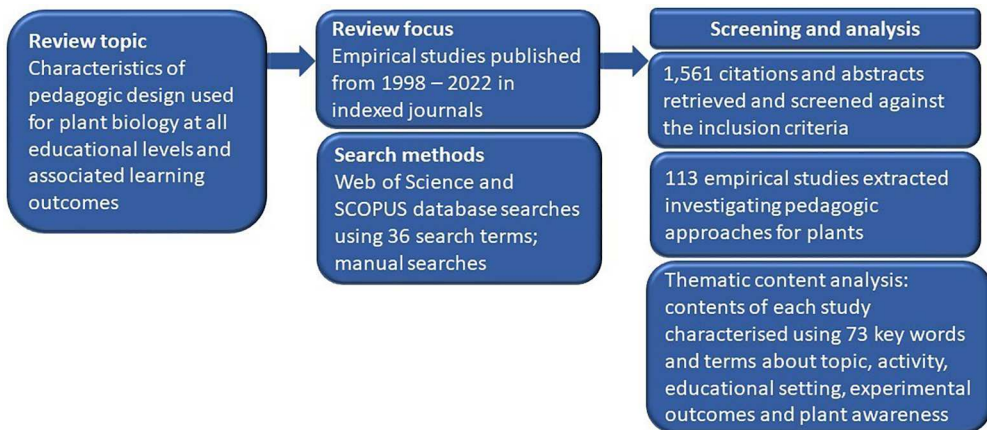 Review topic
Characteristics of
pedagogic design used
for plant biology at all
educational levels and
associated learning
outcomes
Review focus
Empirical studies published
from 1998 – 2022 in
indexed journals
Search methods
Web of Science and
SCOPUS database searches
using 36 search terms;
manual searches
Screening and analysis
1,561 citations and abstracts
retrieved and screened against
the inclusion criteria
113 empirical studies extracted
investigating pedagogic
approaches for plants
Thematic content analysis:
contents of each study
characterised using 73 key words
and terms about topic, activity,
educational setting, experimental
outcomes and plant awareness